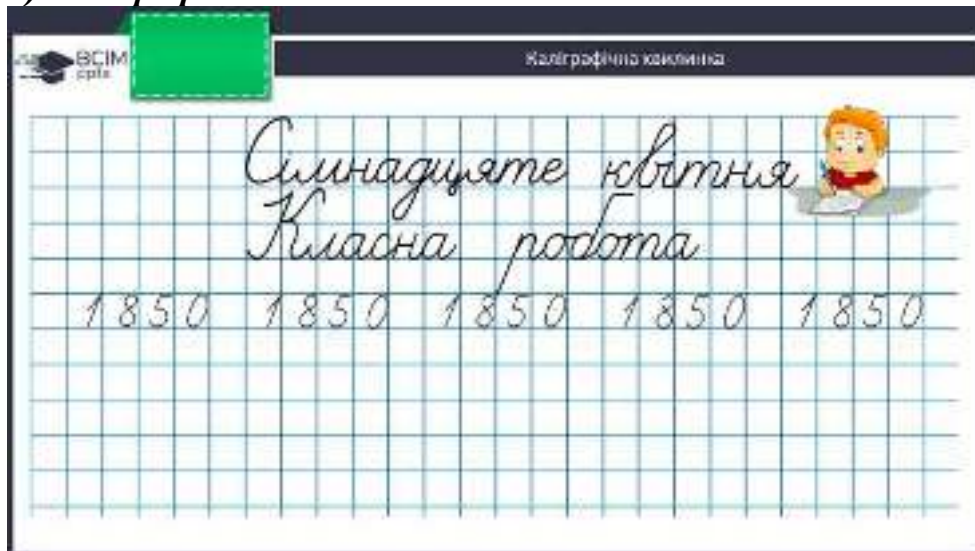 ВСІМ
Каліграфічна хвилинка
Сімнадцяте квітня
Класна робота
1850 1850 1850 1850 1850